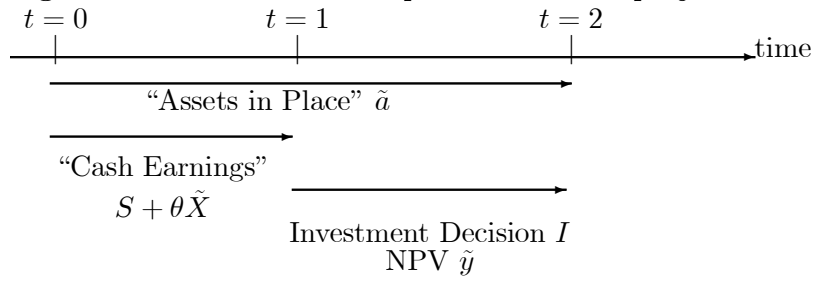 t = 0 t = 1 t = 2
time
“Assets in Place” ã
“Cash Earnings”
S + θX̃
Investment Decision I
NPV ỹ